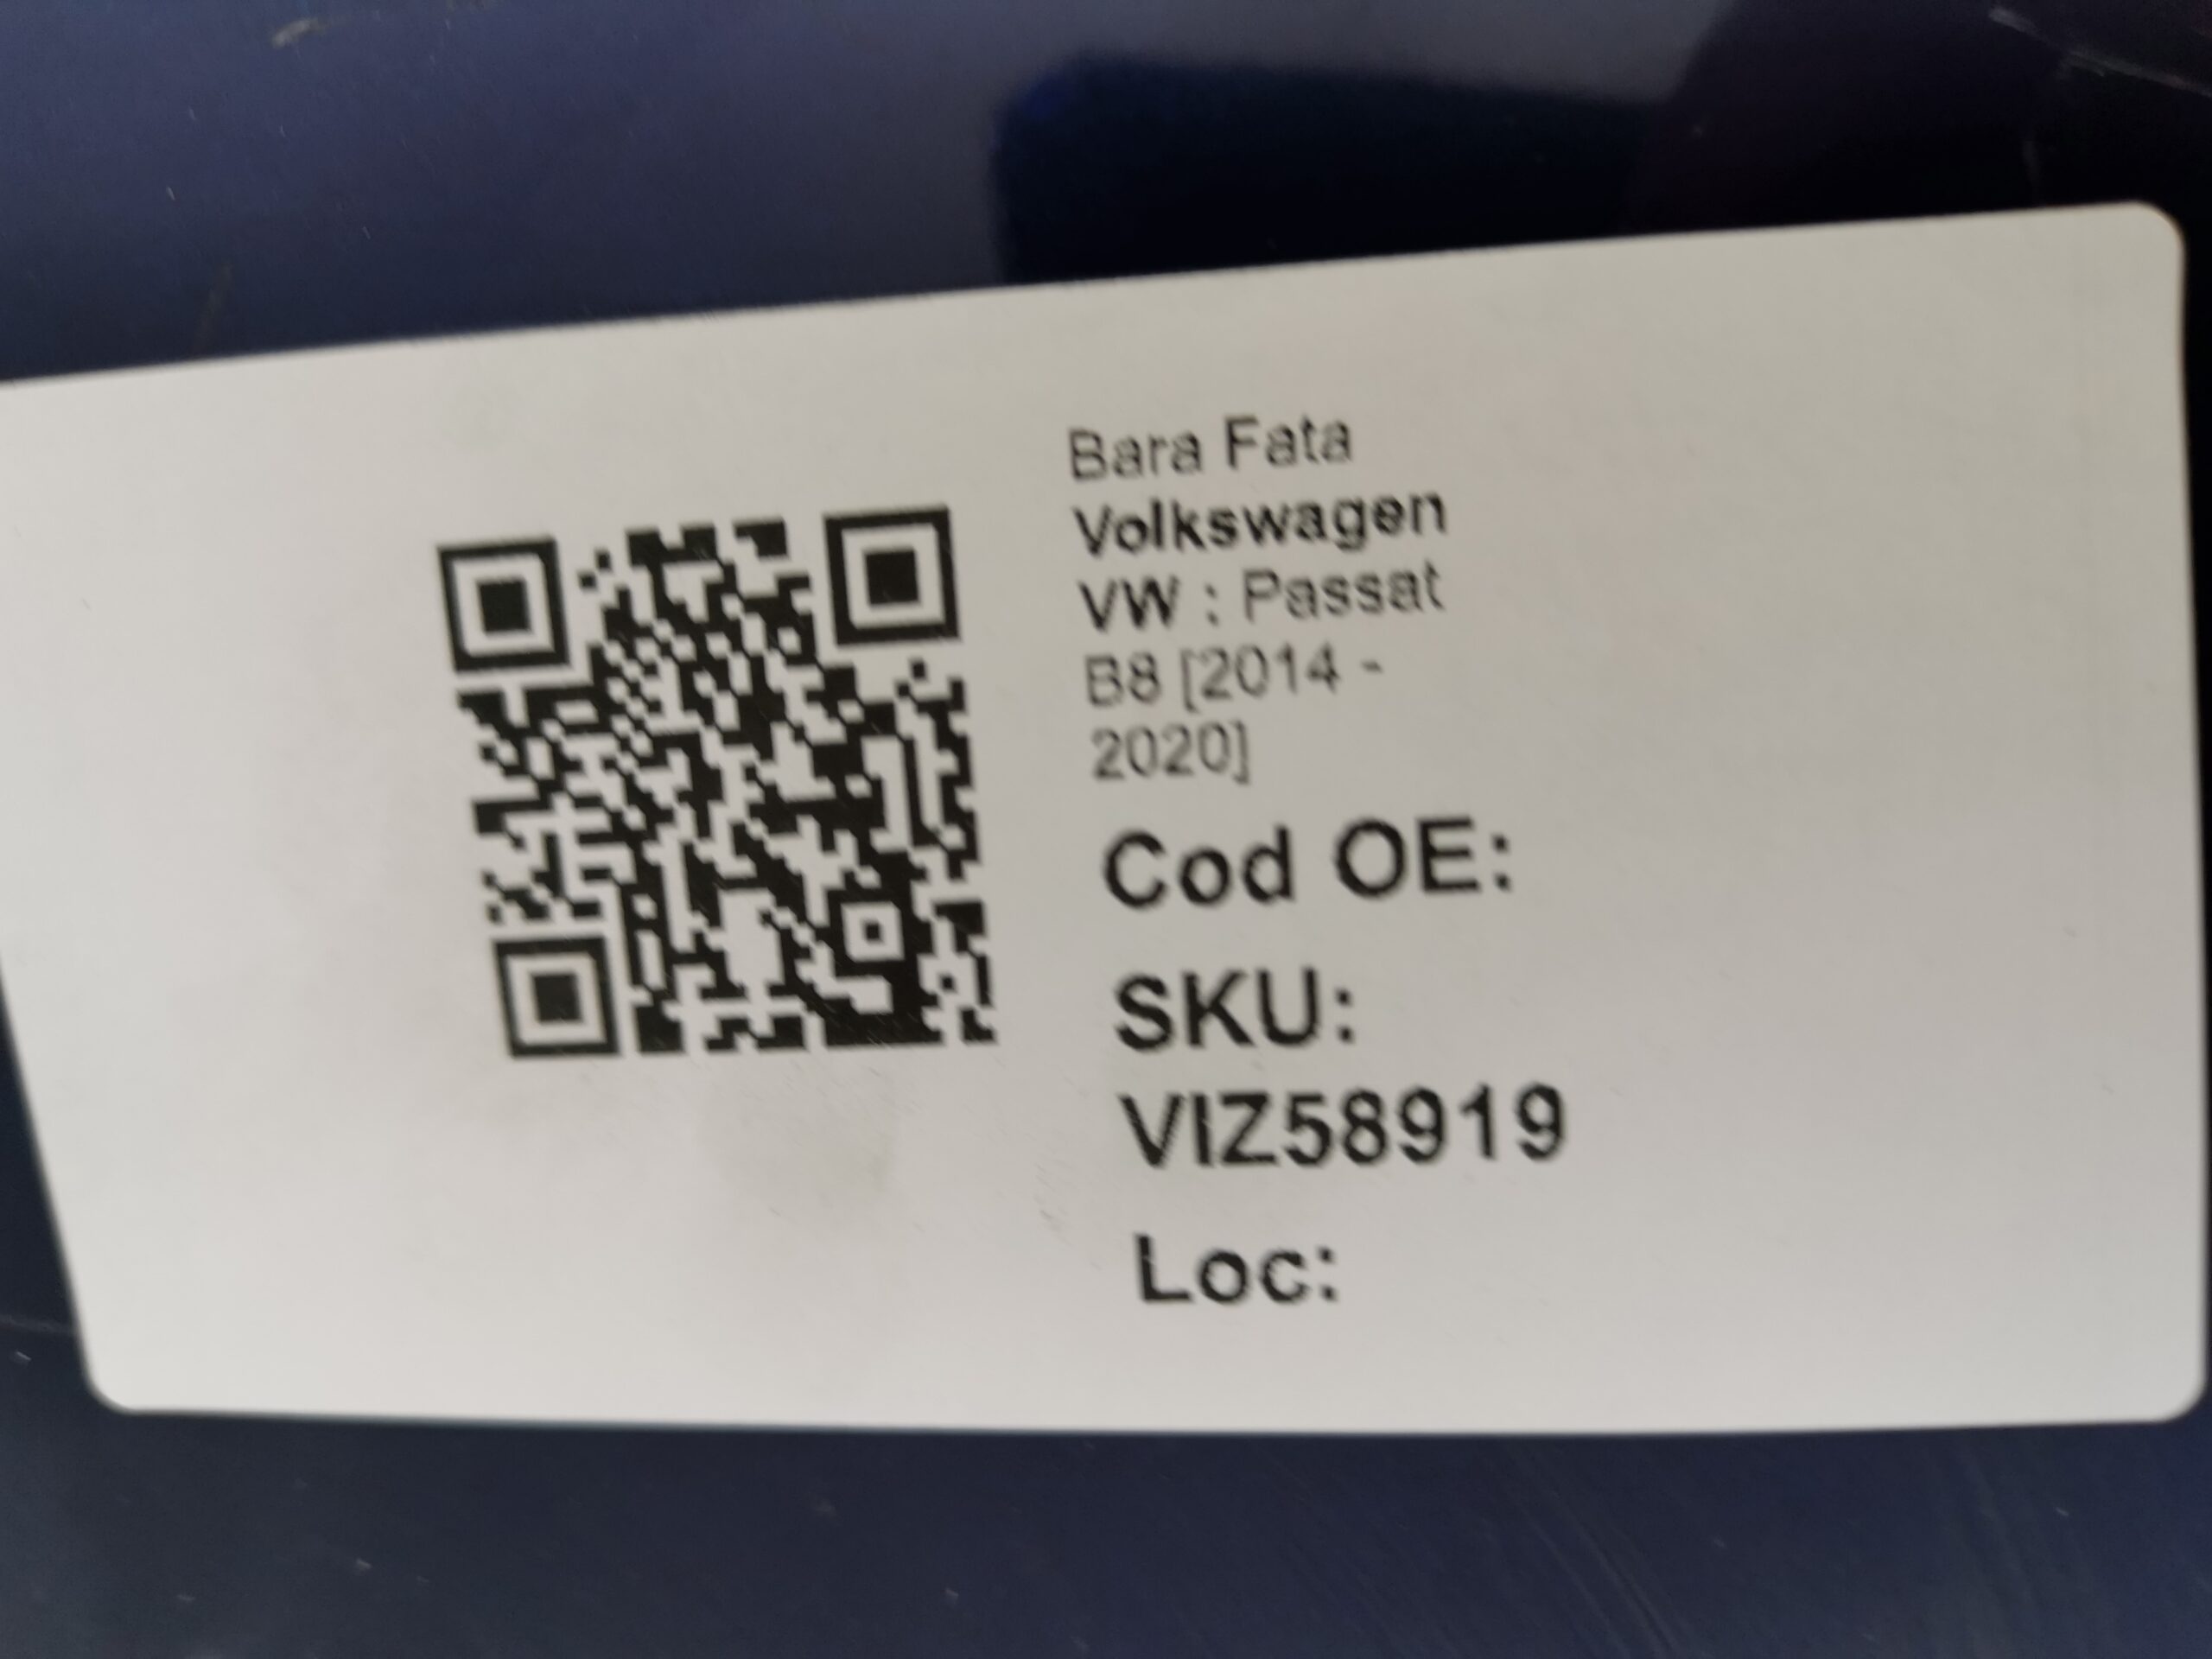 Bara Fata
Volkswagen
VW : Passat
B8 [2014 -
2020]
Cod OE:
SKU:
VIZ58919
Loc: